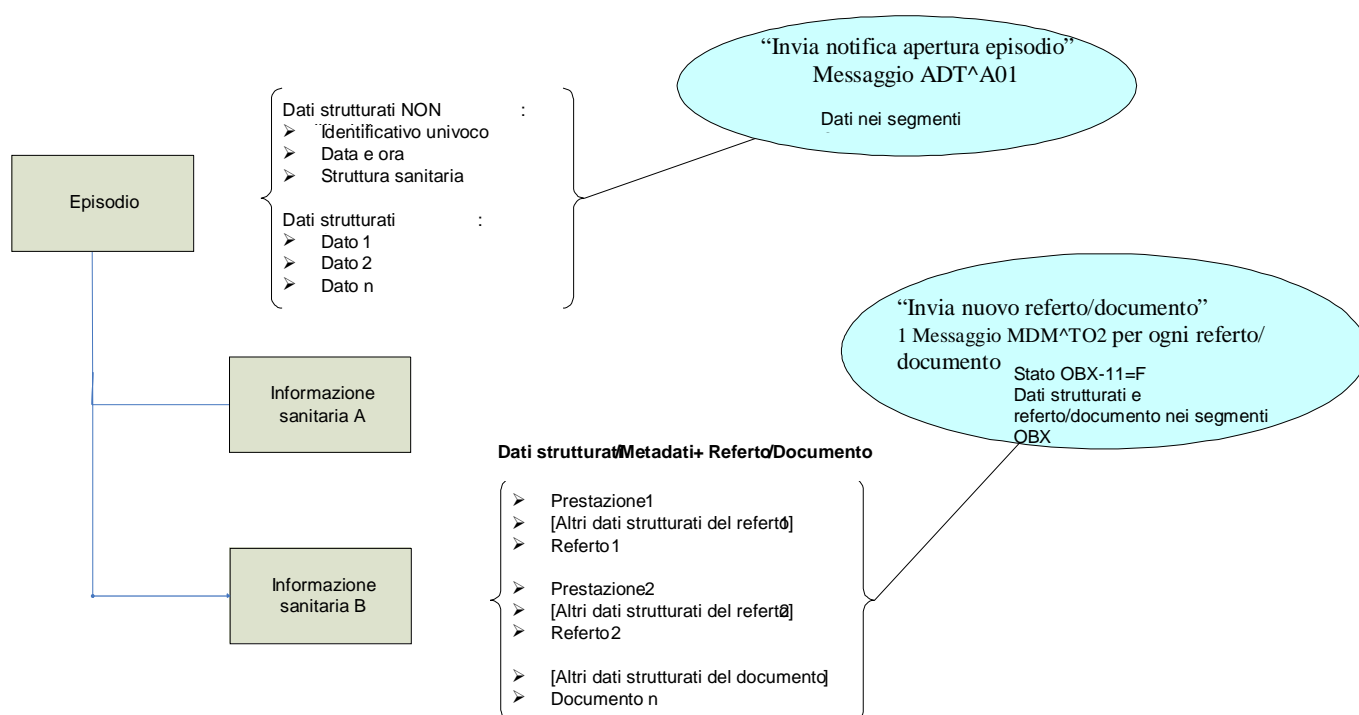 “Invia notifica apertura episodio”
Messaggio ADT^A01
Dati nei segmenti
Dati strutturati NON :
➢ Identificativo univoco
➢ Data e ora
➢ Struttura sanitaria
Dati strutturati :
➢ Dato 1
➢ Dato 2
➢ Dato n
Episodio
“Invia nuovo referto/documento”
1 Messaggio MDM^TO2 per ogni referto/
documento
Stato OBX-11=F
Dati strutturati e
referto/documento nei segmenti
OBX
Informazione
sanitaria A
Dati strutturati/Metadati+ Referto/Documento
➢ Prestazione1
➢ [Altri dati strutturati del referto1]
➢ Referto1
➢ Prestazione2
➢ [Altri dati strutturati del referto2]
➢ Referto2
➢ [Altri dati strutturati del documento]
➢ Documento n
Informazione
sanitaria B